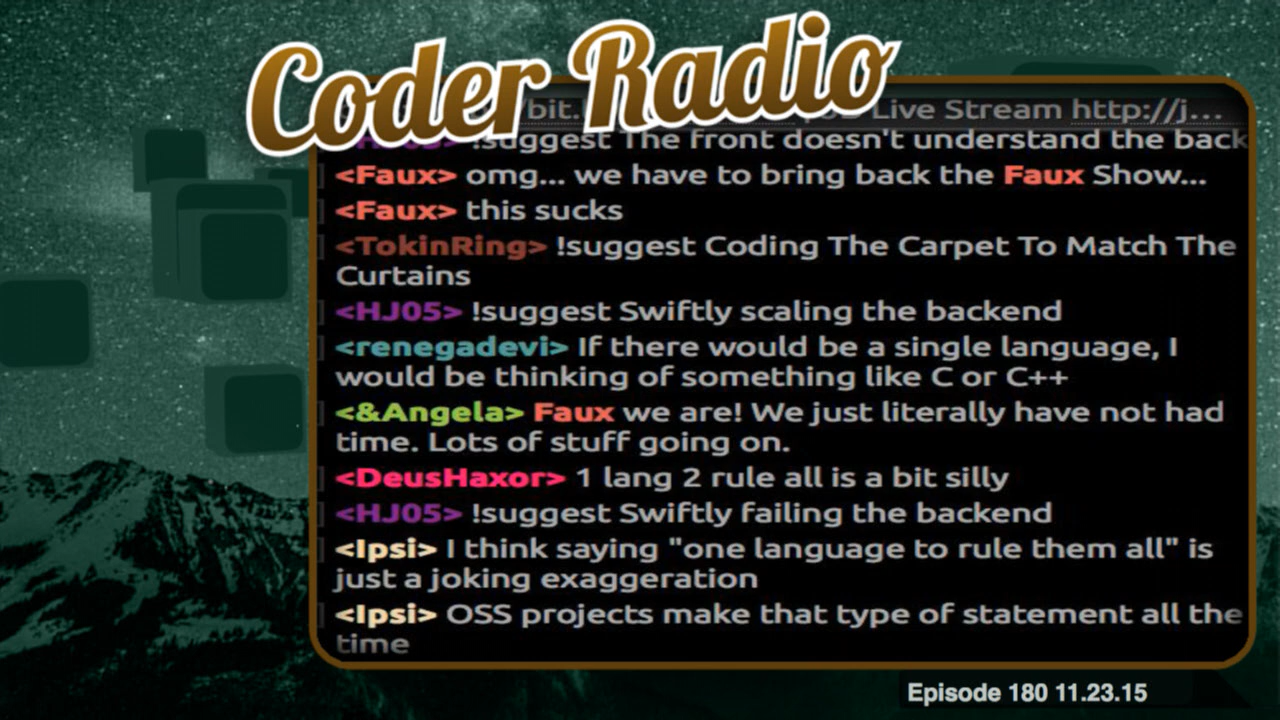 Coder Radio
/bit. Live Stream http://j...
!suggest The front doesn't understand the back
<Faux> omg... we have to bring back the Faux Show...
<Faux> this sucks
<TokinRing> !suggest Coding The Carpet To Match The
Curtains
<HJ05> !suggest Swiftly scaling the backend
<renegadevi> If there would be a single language, I
would be thinking of something like C or C++
<&Angela> Faux we are! We just literally have not had
time. Lots of stuff going on.
<DeusHaxor> 1 lang 2 rule all is a bit silly
<HJ05> !suggest Swiftly failing the backend
<Ipsi> I think saying "one language to rule them all" is
just a joking exaggeration
<Ipsi> OSS projects make that type of statement all the
time
Episode 180 11.23.15